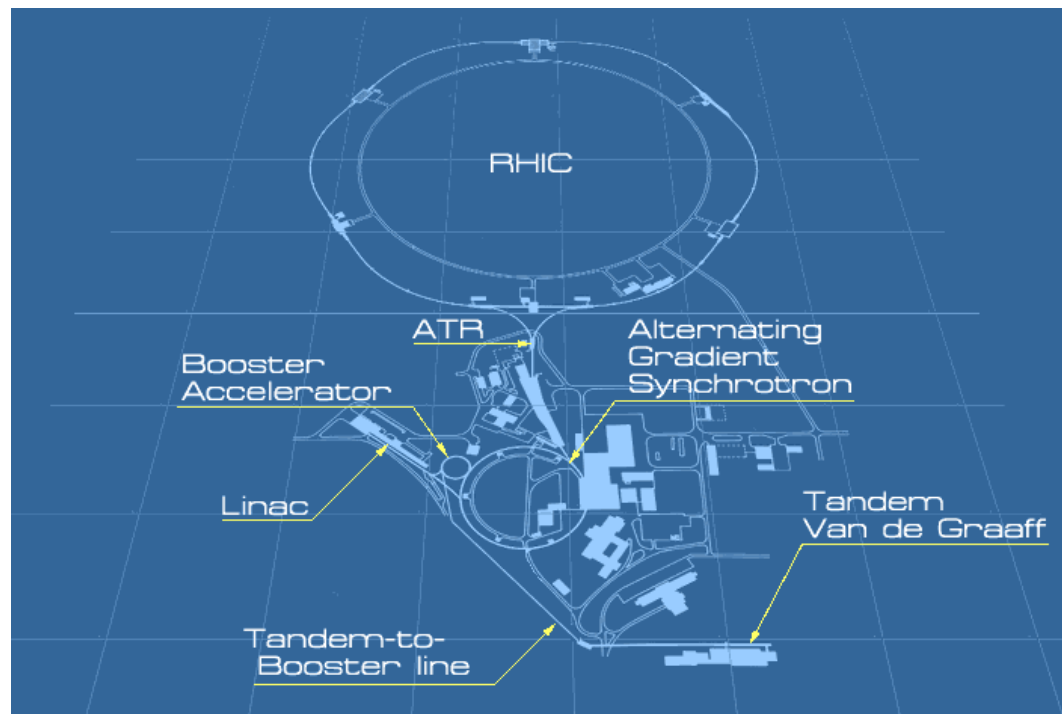 RHIC
ATR
Alternating
Gradient
Synchrotron
Booster
Accelerator
Linac
Tandem
Van de Graaff
Tandem-to-
Booster line